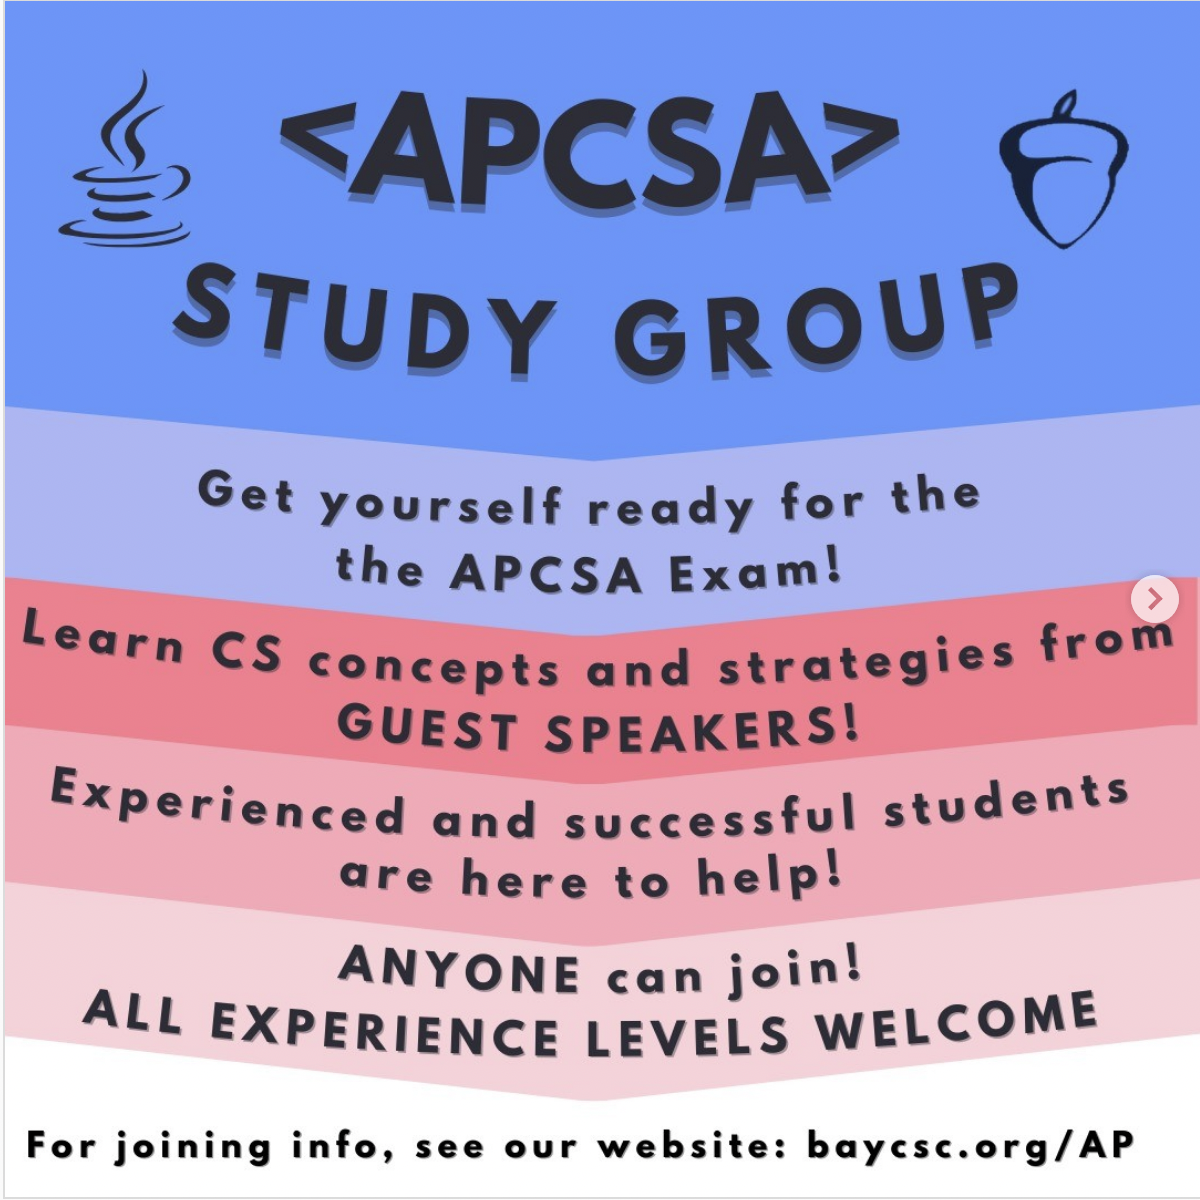 <APCSA>
STUDY GROUP
Get yourself ready for the
the APCSA Exam!
Learn CS concepts and strategies from
GUEST SPEAKERS!
Experienced and successful students
are here to help!
ANYONE can join!
ALL EXPERIENCE LEVELS WELCOME
For joining info, see our website: baycsc.org/AP